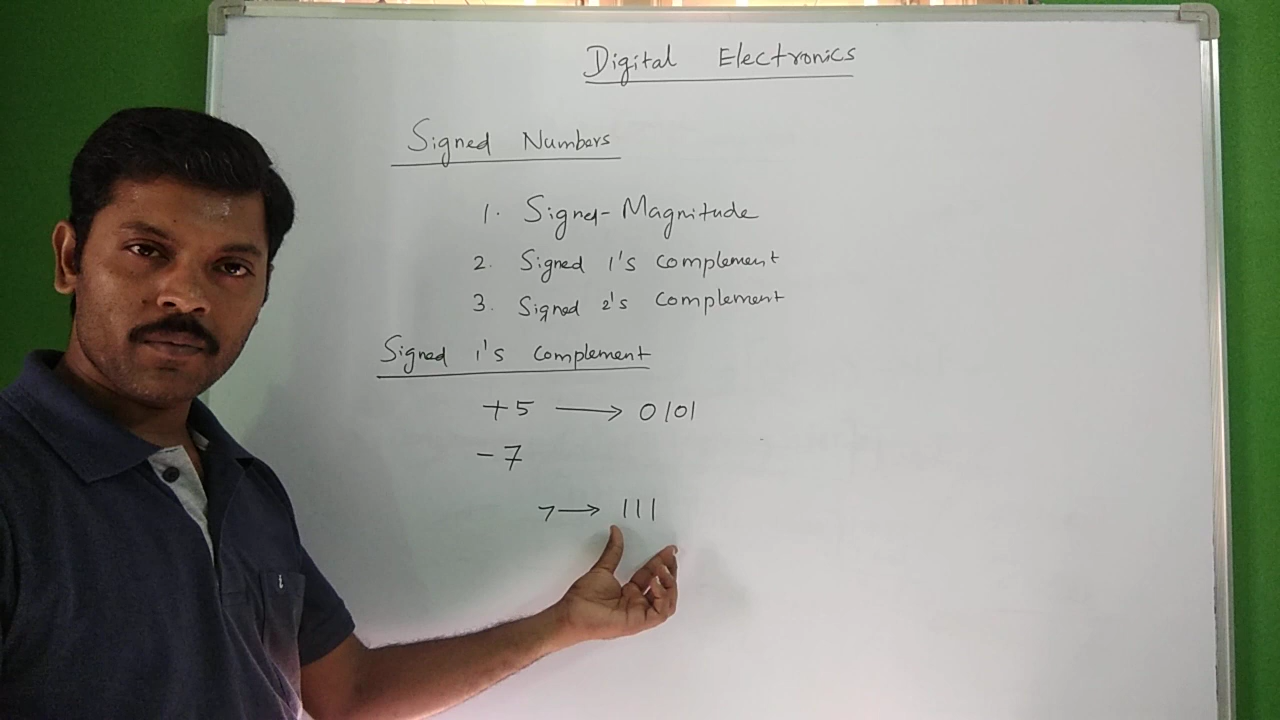 Digital Electronics
Signed Numbers
1. Signed-Magnitude
2. Signed 1's complement
3. Signed 2's complement
Signed 1's complement
+5 ⟶ 0101
-7
7 ⟶ 111